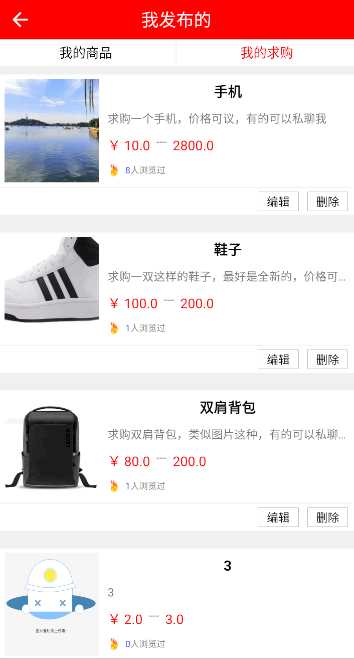 我发布的
我的商品
我的求购
手机
求购一个手机，价格可议，有的可以私聊我
￥ 10.0 --- 2800.0
8人浏览过
编辑
删除
鞋子
求购一双这样的鞋子，最好是全新的，价格可...
￥ 100.0 --- 200.0
1人浏览过
编辑
删除
双肩背包
求购双肩背包，类似图片这种，有的可以私聊...
￥ 80.0 --- 200.0
1人浏览过
编辑
删除
3
3
￥ 2.0 --- 3.0
0人浏览过